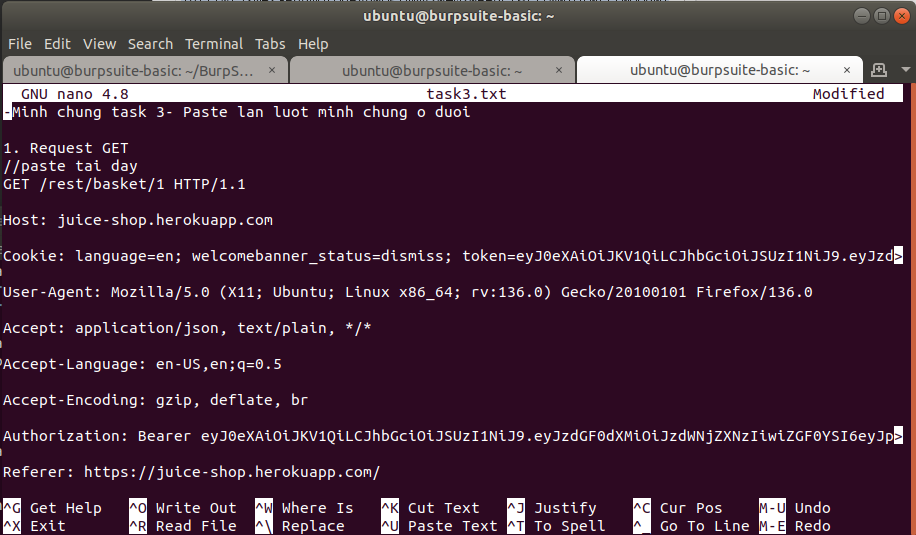 ubuntu@burpsuite-basic: ~
File Edit View Search Terminal Tabs Help
ubuntu@burpsuite-basic: ~/BurpS... × ubuntu@burpsuite-basic: ~ × ubuntu@burpsuite-basic: ~ ×
GNU nano 4.8 task3.txt Modified
-Minh chung task 3- Paste lan luot minh chung o duoi
1. Request GET
//paste tai day
GET /rest/basket/1 HTTP/1.1
Host: juice-shop.herokuapp.com
Cookie: language=en; welcomebanner_status=dismiss; token=eyJ0eXAiOiJKV1QiLCJhbGciOiJSUzI1NiJ9.eyJzd>
User-Agent: Mozilla/5.0 (X11; Ubuntu; Linux x86_64; rv:136.0) Gecko/20100101 Firefox/136.0
Accept: application/json, text/plain, */*
Accept-Language: en-US,en;q=0.5
Accept-Encoding: gzip, deflate, br
Authorization: Bearer eyJ0eXAiOiJKV1QiLCJhbGciOiJSUzI1NiJ9.eyJzdGF0dXMiOiJzdWNjZXNzIiwiZGF0YSI6eyJp>
Referer: https://juice-shop.herokuapp.com/
^G Get Help ^O Write Out ^W Where Is ^K Cut Text ^J Justify ^C Cur Pos M-U Undo
^X Exit ^R Read File ^\ Replace ^U Paste Text ^T To Spell ^_ Go To Line M-E Redo